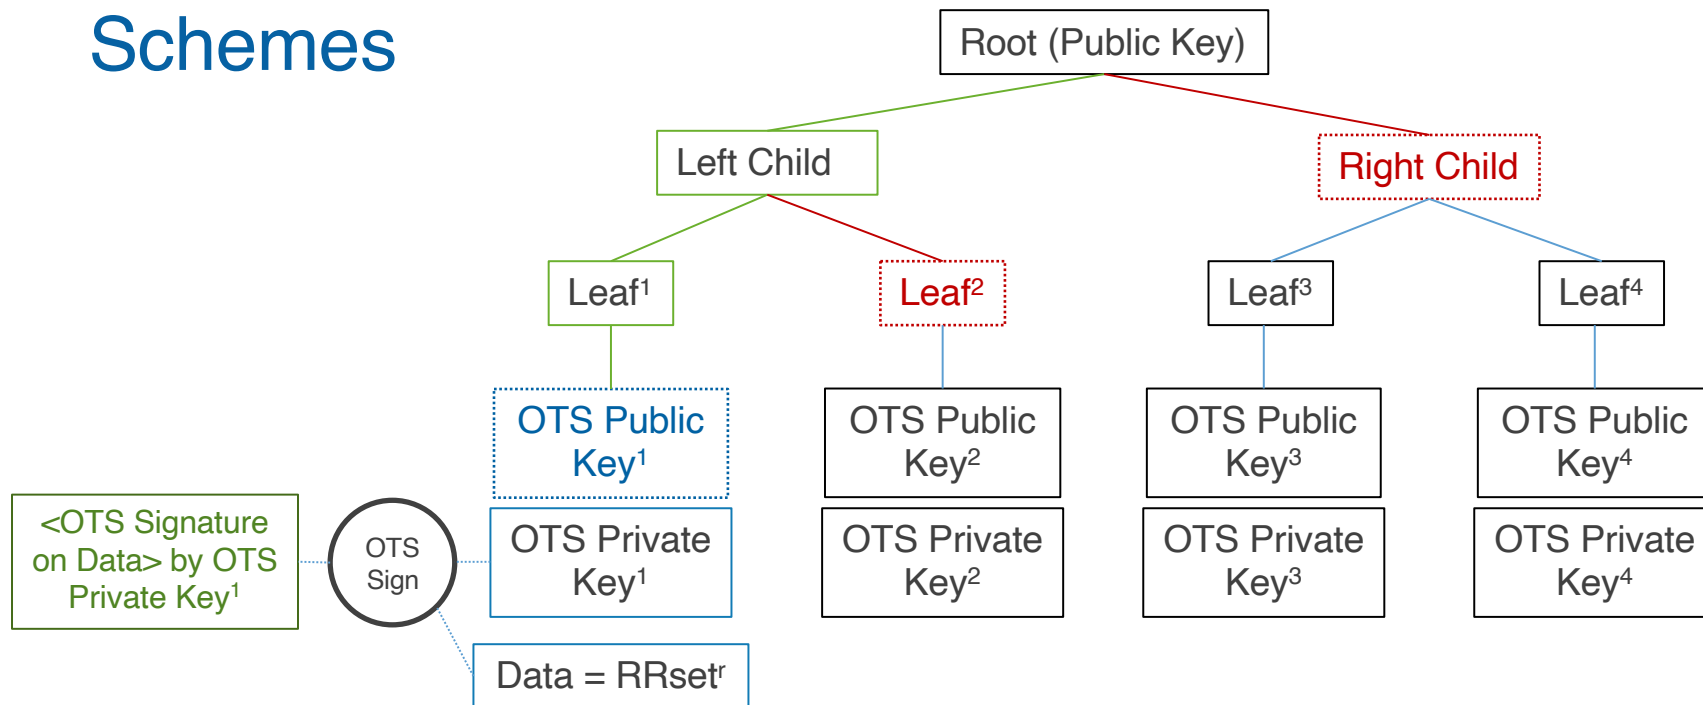 Schemes
Root (Public Key)
Left Child
Right Child
Leaf¹
Leaf²
Leaf³
Leaf⁴
OTS Public
Key¹
OTS Public
Key²
OTS Public
Key³
OTS Public
Key⁴
<OTS Signature
on Data> by OTS
Private Key¹
OTS
Sign
OTS Private
Key¹
OTS Private
Key²
OTS Private
Key³
OTS Private
Key⁴
Data = RRsetʳ